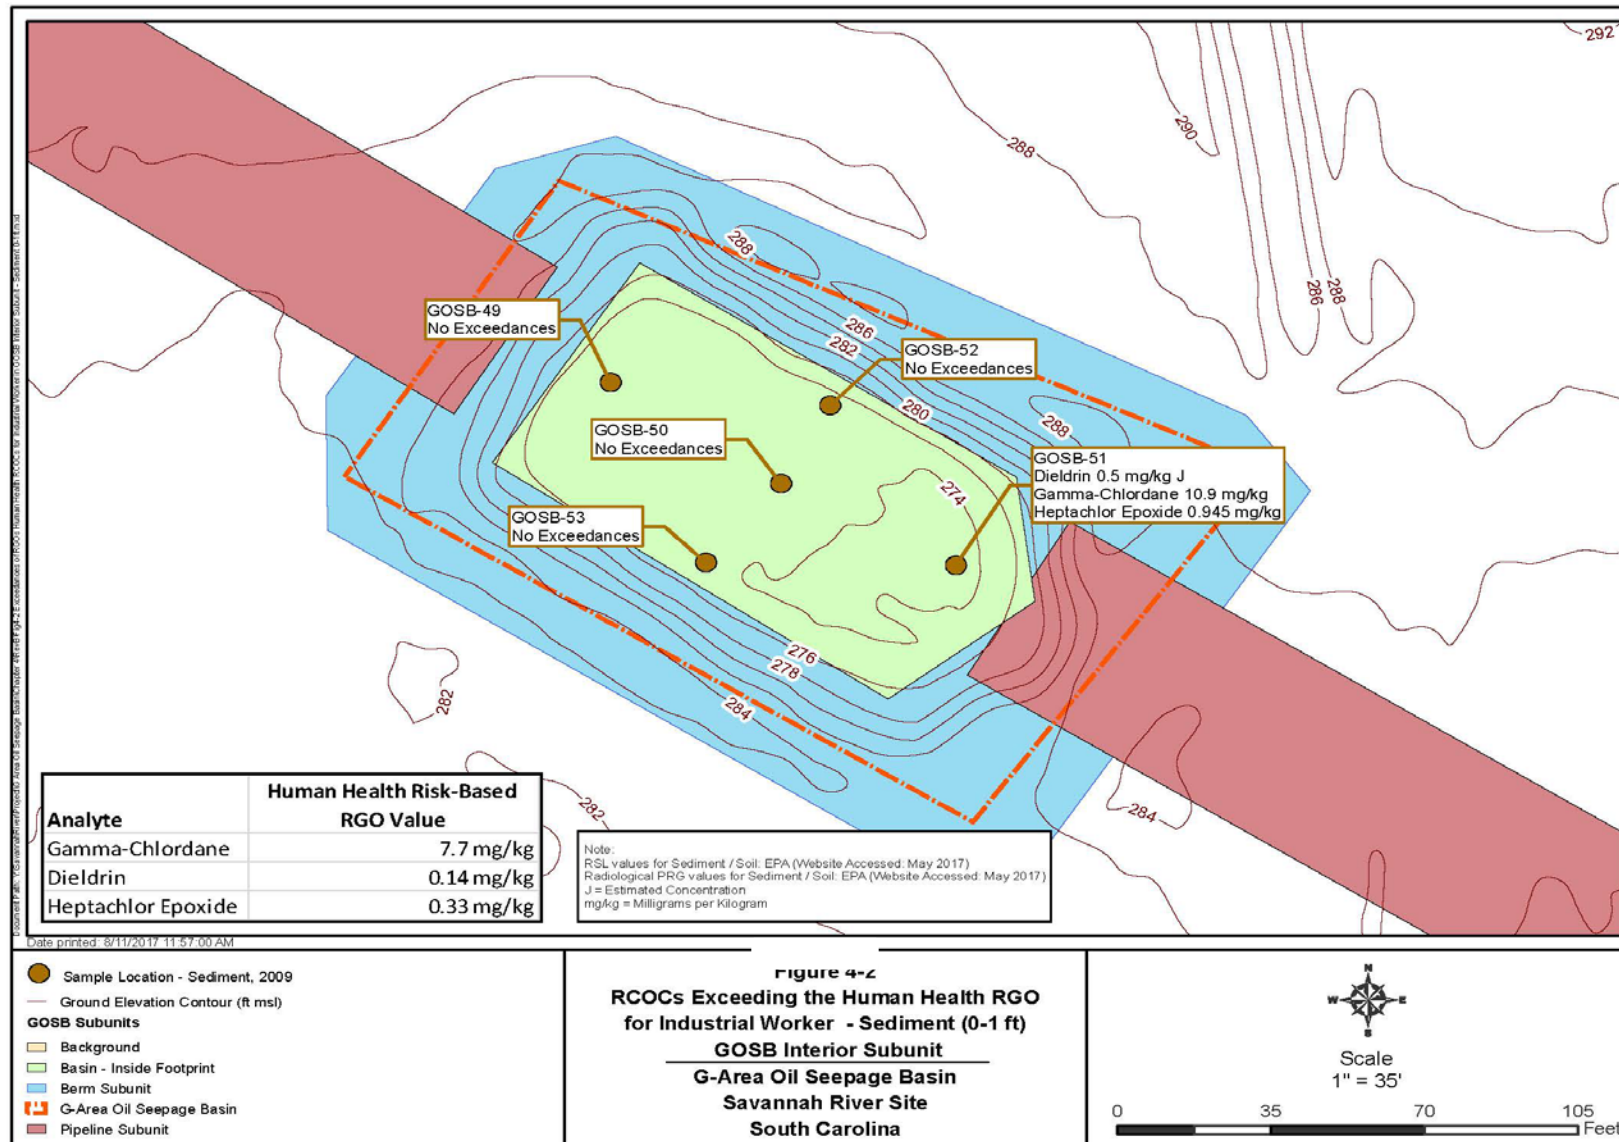 292
290
288
286
288
288
GOSB-49
No Exceedances
286
282
GOSB-52
No Exceedances
280
288
GOSB-50
No Exceedances
GOSB-51
Dieldrin 0.5 mg/kg J
Gamma-Chlordane 10.9 mg/kg
Heptachlor Epoxide 0.945 mg/kg
274
GOSB-53
No Exceedances
276
278
284
282
282
284
Analyte Human Health Risk-Based RGO Value
Gamma-Chlordane 7.7 mg/kg
Dieldrin 0.14 mg/kg
Heptachlor Epoxide 0.33 mg/kg
Note:
RSL values for Sediment / Soil: EPA (Website Accessed: May 2017)
Radiological PRG values for Sediment / Soil: EPA (Website Accessed: May 2017)
J = Estimated Concentration
mg/kg = Milligrams per Kilogram
Date printed: 8/11/2017 11:57:00 AM
Sample Location - Sediment, 2009
Ground Elevation Contour (ft msl)
GOSB Subunits
Background
Basin - Inside Footprint
Berm Subunit
G-Area Oil Seepage Basin
Pipeline Subunit
Figure 4-2
RCOCs Exceeding the Human Health RGO
for Industrial Worker - Sediment (0-1 ft)
GOSB Interior Subunit
G-Area Oil Seepage Basin
Savannah River Site
South Carolina
N
W E
S
Scale
1" = 35'
0 35 70 105
Feet